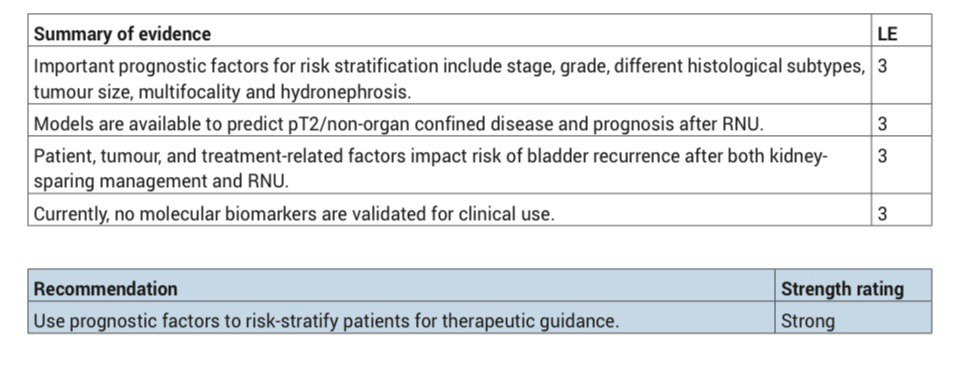 Summary of evidence LE
Important prognostic factors for risk stratification include stage, grade, different histological subtypes, 3
tumour size, multifocality and hydronephrosis.
Models are available to predict pT2/non-organ confined disease and prognosis after RNU. 3
Patient, tumour, and treatment-related factors impact risk of bladder recurrence after both kidney- 3
sparing management and RNU.
Currently, no molecular biomarkers are validated for clinical use. 3
Recommendation Strength rating
Use prognostic factors to risk-stratify patients for therapeutic guidance. Strong